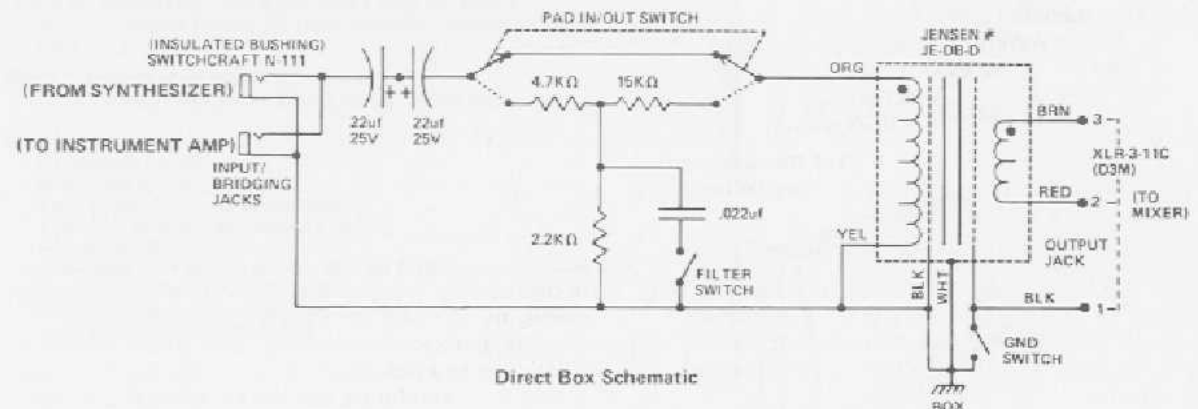 PAD IN/OUT SWITCH
(INSULATED BUSHING)
SWITCHCRAFT N-111
(FROM SYNTHESIZER)
(TO INSTRUMENT AMP)
INPUT/
BRIDGING
JACKS
22uf
25V
+ +
22uf
25V
4.7KΩ
15KΩ
2.2KΩ
.022uf
FILTER
SWITCH
JENSEN #
JE-DB-D
ORG
YEL
BLK
WHT
BRN
3
RED
2
XLR-3-11C
(D3M)
(TO
MIXER)
OUTPUT
JACK
BLK
1
GND
SWITCH
BOX
Direct Box Schematic